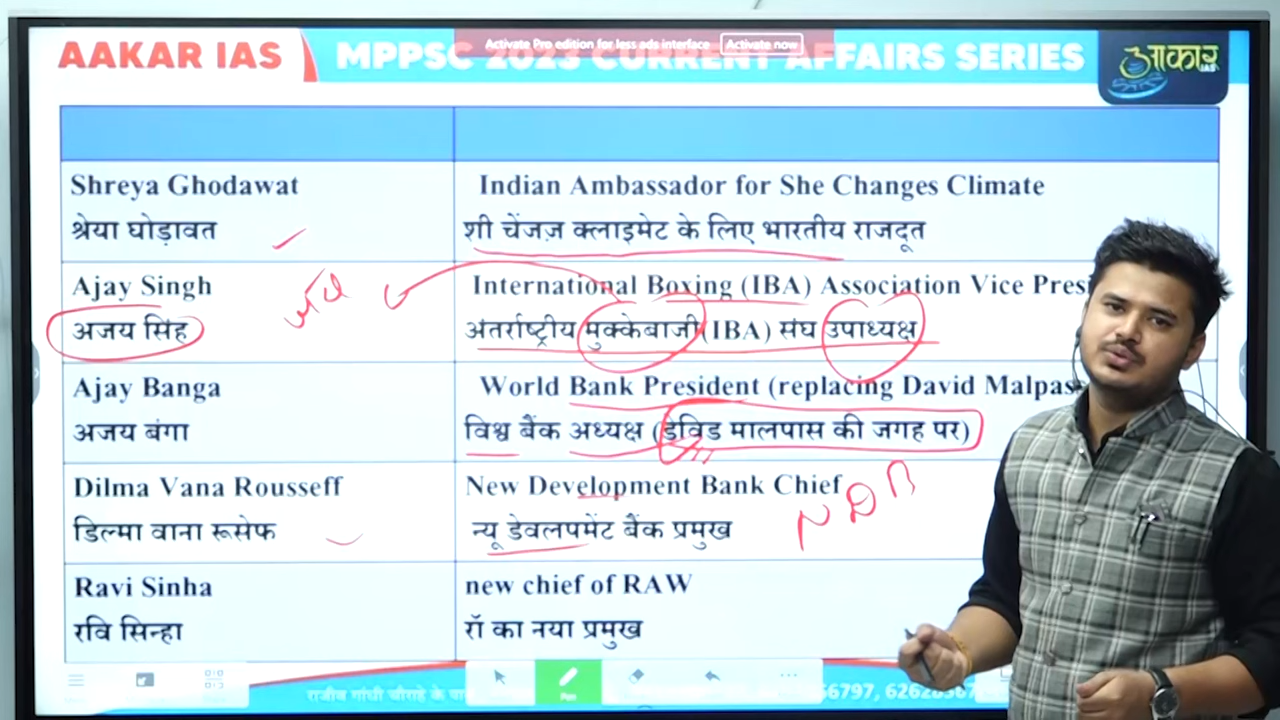 AAKAR IAS
MPPSC 2023 CURRENT AFFAIRS SERIES
Activate Pro edition for less ads interface Activate now
आकार
IAS
Shreya Ghodawat
श्रेया घोड़ावत
Indian Ambassador for She Changes Climate
शी चेंजज़ क्लाइमेट के लिए भारतीय राजदूत
Ajay Singh
अजय सिंह
International Boxing (IBA) Association Vice Pres
अंतर्राष्ट्रीय मुक्केबाजी (IBA) संघ उपाध्यक्ष
Ajay Banga
अजय बंगा
World Bank President (replacing David Malpas
विश्व बैंक अध्यक्ष (डेविड मालपास की जगह पर)
Dilma Vana Rousseff
डिल्मा वाना रूसेफ
New Development Bank Chief
न्यू डेवलपमेंट बैंक प्रमुख
NDB
Ravi Sinha
रवि सिन्हा
new chief of RAW
रॉ का नया प्रमुख
Pen
राजीव गांधी चौराहे के पा